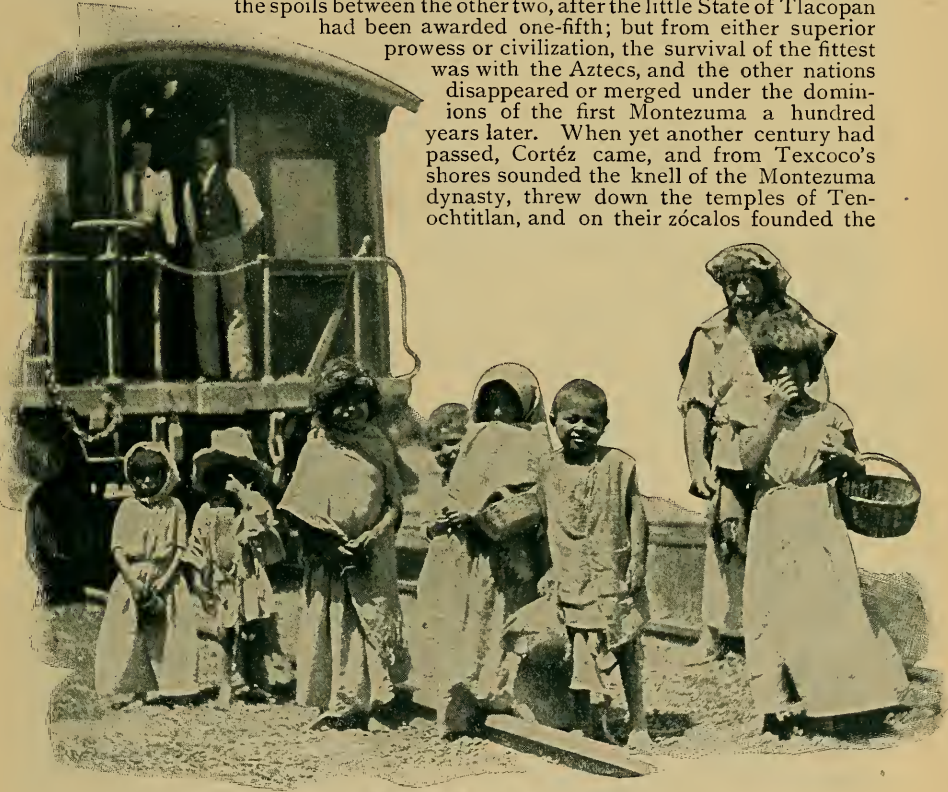 the spoils between the other two, after the little State of Tlacopan
had been awarded one-fifth; but from either superior
prowess or civilization, the survival of the fittest
was with the Aztecs, and the other nations
disappeared or merged under the domin-
ions of the first Montezuma a hundred
years later. When yet another century had
passed, Cortéz came, and from Texcoco's
shores sounded the knell of the Montezuma
dynasty, threw down the temples of Ten-
ochtitlan, and on their zócalos founded the